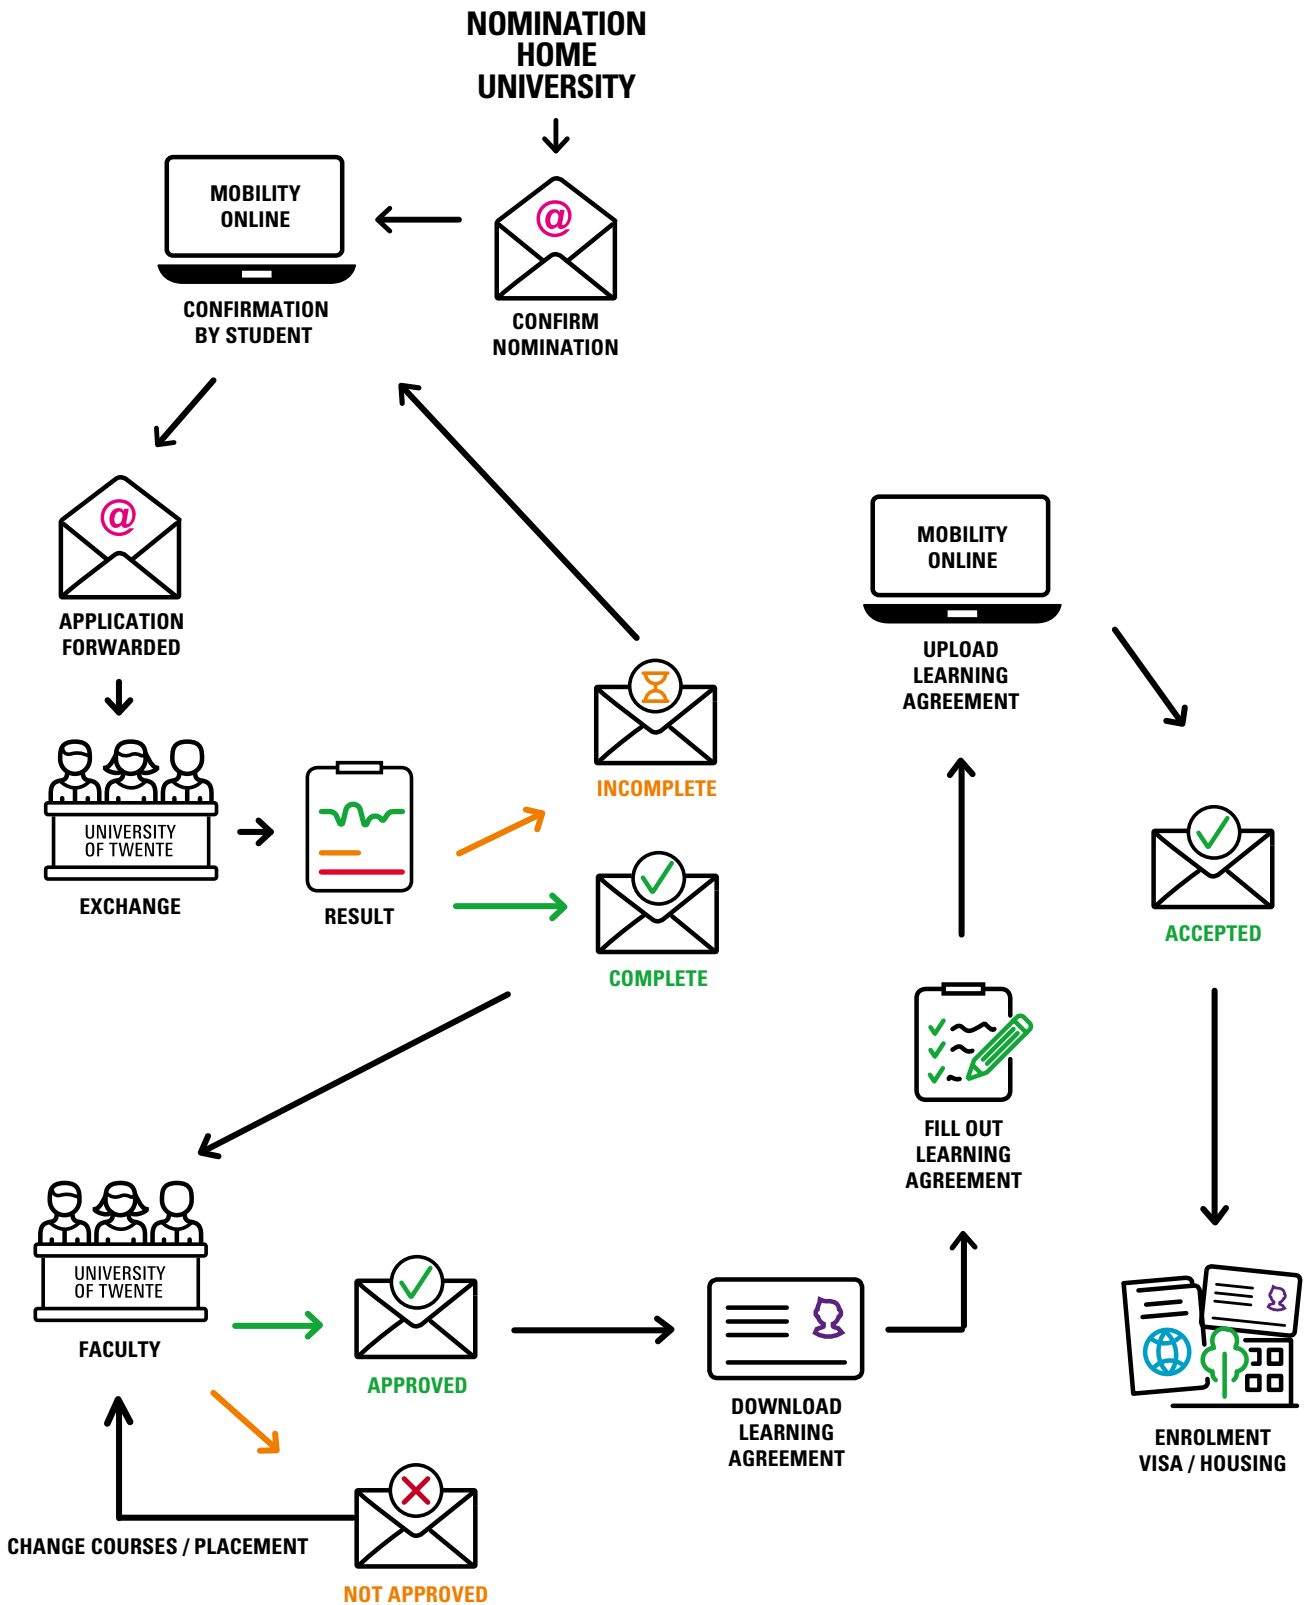 NOMINATION
HOME
UNIVERSITY
MOBILITY
ONLINE
@
CONFIRMATION
BY STUDENT
CONFIRM
NOMINATION
@
APPLICATION
FORWARDED
MOBILITY
ONLINE
UPLOAD
LEARNING
AGREEMENT
INCOMPLETE
UNIVERSITY
OF TWENTE
EXCHANGE
RESULT
COMPLETE
ACCEPTED
FILL OUT
LEARNING
AGREEMENT
UNIVERSITY
OF TWENTE
FACULTY
APPROVED
DOWNLOAD
LEARNING
AGREEMENT
ENROLMENT
VISA / HOUSING
CHANGE COURSES / PLACEMENT
NOT APPROVED